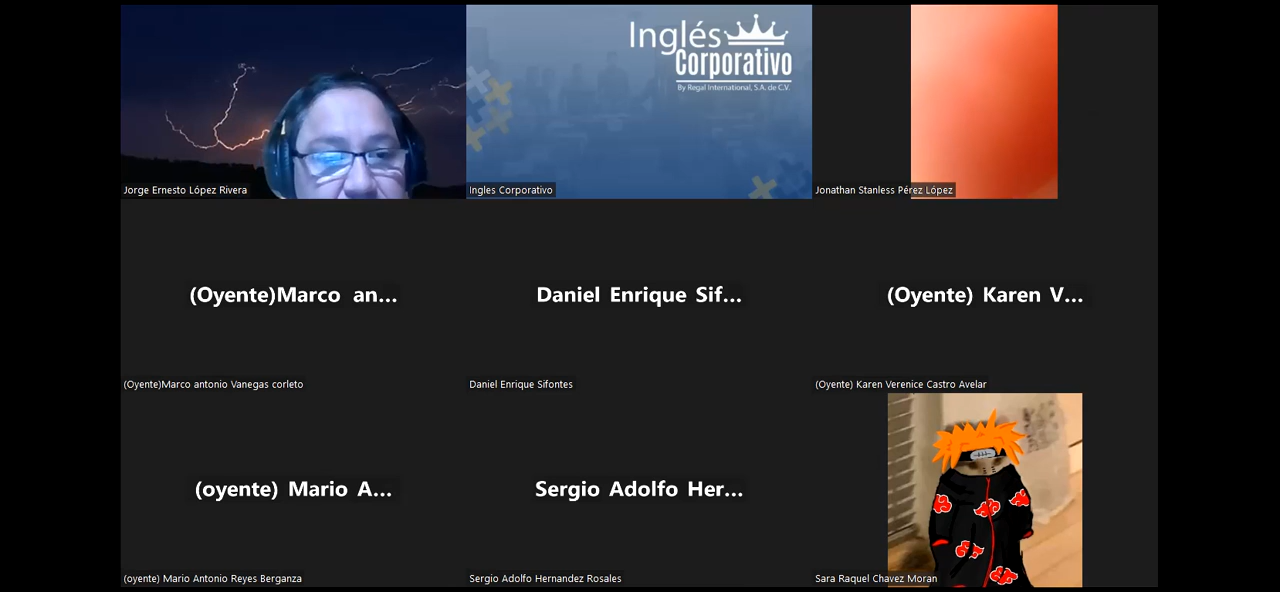 Inglés
Corporativo
By Regal International, S.A. de C.V.
Jorge Ernesto López Rivera
Ingles Corporativo
Jonathan Stanless Pérez López
(Oyente)Marco an...
Daniel Enrique Sif...
(Oyente) Karen V...
(Oyente)Marco antonio Vanegas corleto
Daniel Enrique Sifontes
(Oyente) Karen Verenice Castro Avelar
(oyente) Mario A...
Sergio Adolfo Her...
(oyente) Mario Antonio Reyes Berganza
Sergio Adolfo Hernandez Rosales
Sara Raquel Chavez Moran